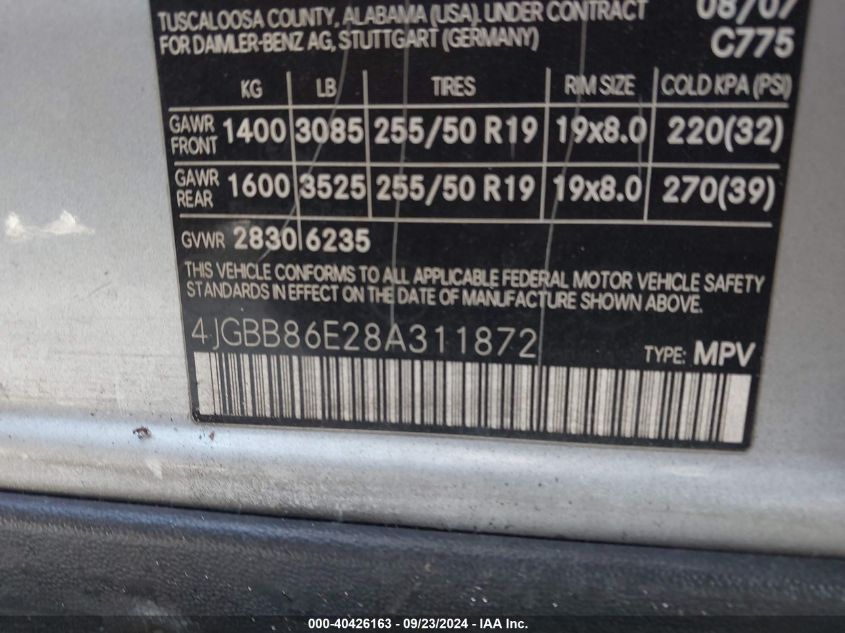 TUSCALOOSA COUNTY, ALABAMA (USA), UNDER CONTRACT 08/07
FOR DAIMLER-BENZ AG, STUTTGART (GERMANY) C775
KG LB TIRES RIM SIZE COLD KPA (PSI)
GAWR FRONT 1400 3085 255/50 R19 19x8.0 220(32)
GAWR REAR 1600 3525 255/50 R19 19x8.0 270(39)
GVWR 2830 6235
THIS VEHICLE CONFORMS TO ALL APPLICABLE FEDERAL MOTOR VEHICLE SAFETY
STANDARDS IN EFFECT ON THE DATE OF MANUFACTURE SHOWN ABOVE.
4JGBB86E28A311872 TYPE: MPV
000-40426163 - 09/23/2024 - IAA Inc.